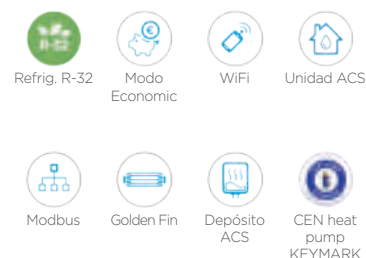 R-32
Refrig. R-32
Modo
Economic
WiFi
Unidad ACS
Modbus
Golden Fin
Depósito
ACS
CEN heat
pump
KEYMARK